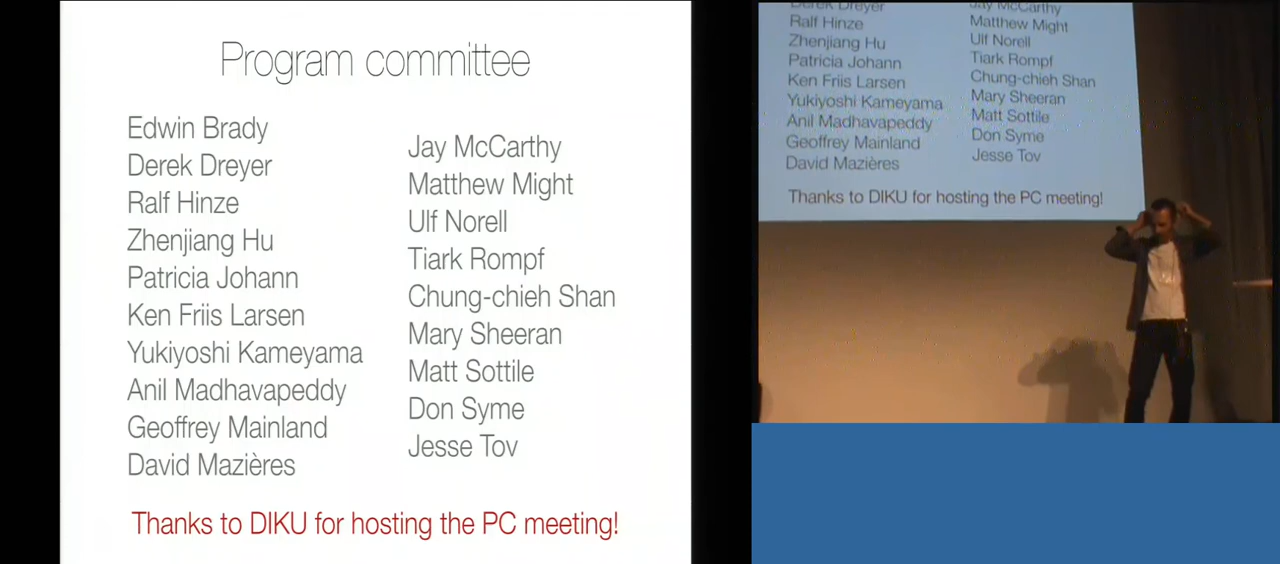 Program committee
Edwin Brady
Derek Dreyer
Ralf Hinze
Zhenjiang Hu
Patricia Johann
Ken Friis Larsen
Yukiyoshi Kameyama
Anil Madhavapeddy
Geoffrey Mainland
David Mazières
Jay McCarthy
Matthew Might
Ulf Norell
Tiark Rompf
Chung-chieh Shan
Mary Sheeran
Matt Sottile
Don Syme
Jesse Tov
Thanks to DIKU for hosting the PC meeting!
Derek Dreyer
Ralf Hinze
Zhenjiang Hu
Patricia Johann
Ken Friis Larsen
Yukiyoshi Kameyama
Anil Madhavapeddy
Geoffrey Mainland
David Mazières
Jay McCarthy
Matthew Might
Ulf Norell
Tiark Rompf
Chung-chieh Shan
Mary Sheeran
Matt Sottile
Don Syme
Jesse Tov
Thanks to DIKU for hosting the PC meeting!